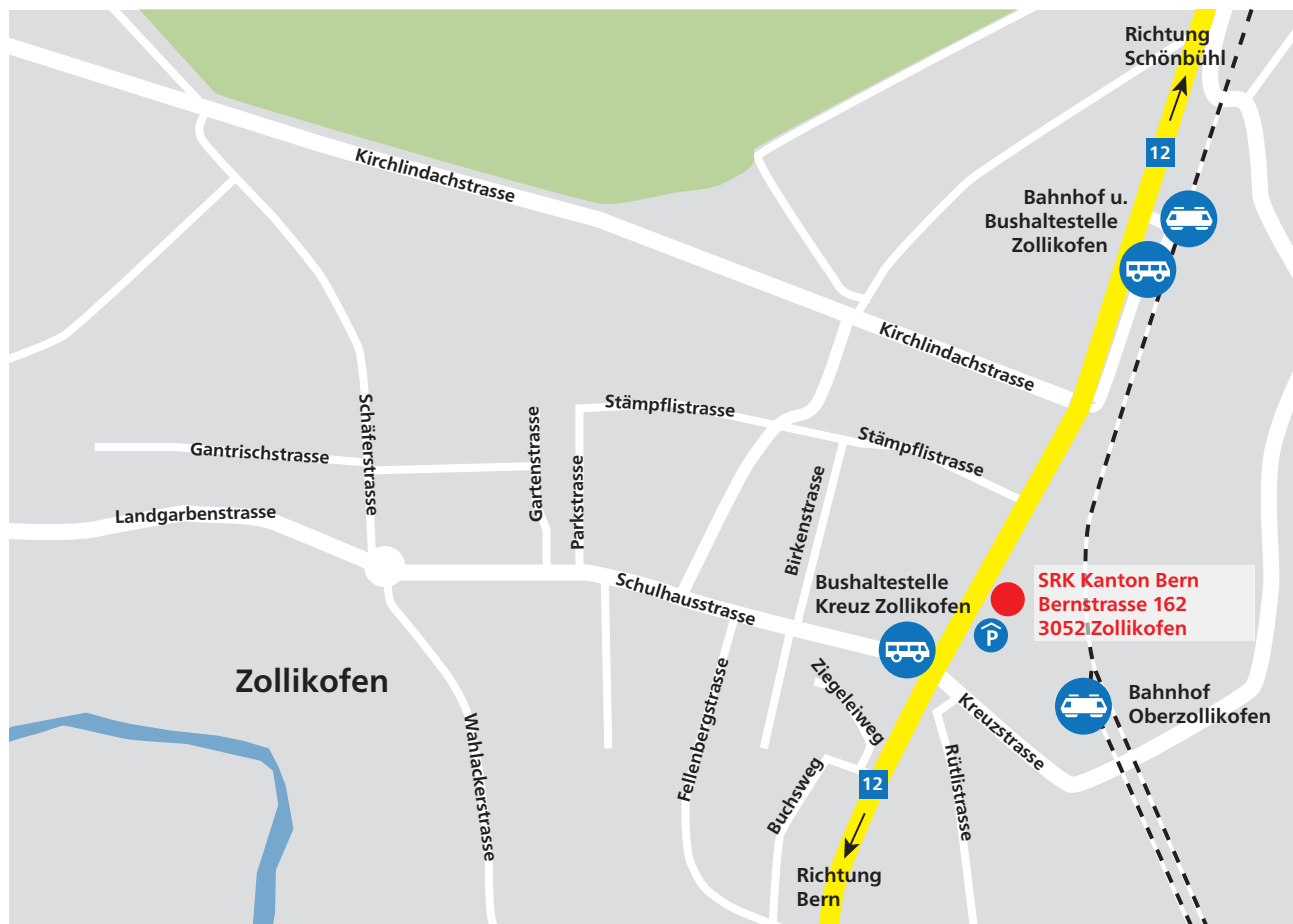 Richtung
Schönbühl
12
Kirchlindachstrasse
Bahnhof u.
Bushaltestelle
Zollikofen
Kirchlindachstrasse
Stämpflistrasse
Stämpflistrasse
Schäferstrasse
Gantrischstrasse
Gartenstrasse
Parkstrasse
Birkenstrasse
Landgarbenstrasse
Schulhausstrasse
Bushaltestelle
Kreuz Zollikofen
SRK Kanton Bern
Bernstrasse 162
3052 Zollikofen
P
Zollikofen
Wahlackerstrasse
Fellenbergstrasse
Ziegeleiweg
Buchsweg
Rütlistrasse
Kreuzstrasse
Bahnhof
Oberzollikofen
12
Richtung
Bern